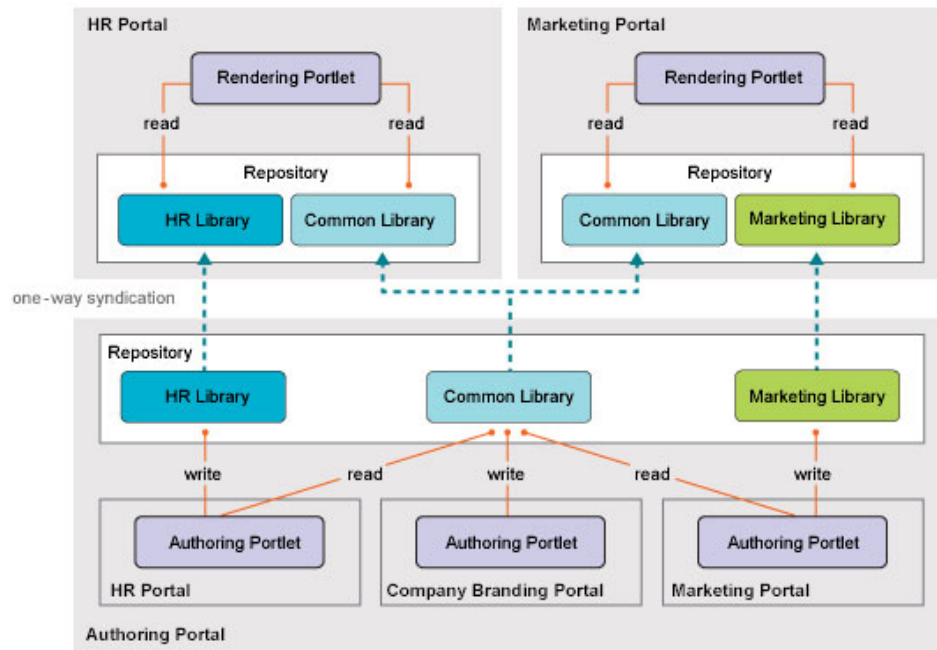 HR Portal
Rendering Portlet
read
read
Repository
HR Library
Common Library
Marketing Portal
Rendering Portlet
read
read
Repository
Common Library
Marketing Library
one-way syndication
Repository
HR Library
Common Library
Marketing Library
write
read
write
read
write
Authoring Portlet
HR Portal
Authoring Portlet
Company Branding Portal
Authoring Portlet
Marketing Portal
Authoring Portal